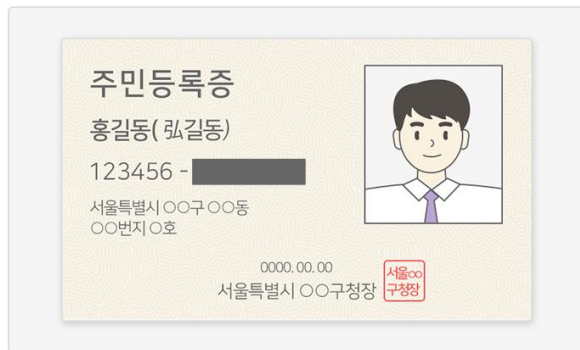 주민등록증
홍길동( 弘길동)
123456 -
서울특별시 ○○구 ○○동
○○번지 ○호
0000. 00. 00
서울특별시 ○○구청장
서울○○
구청장